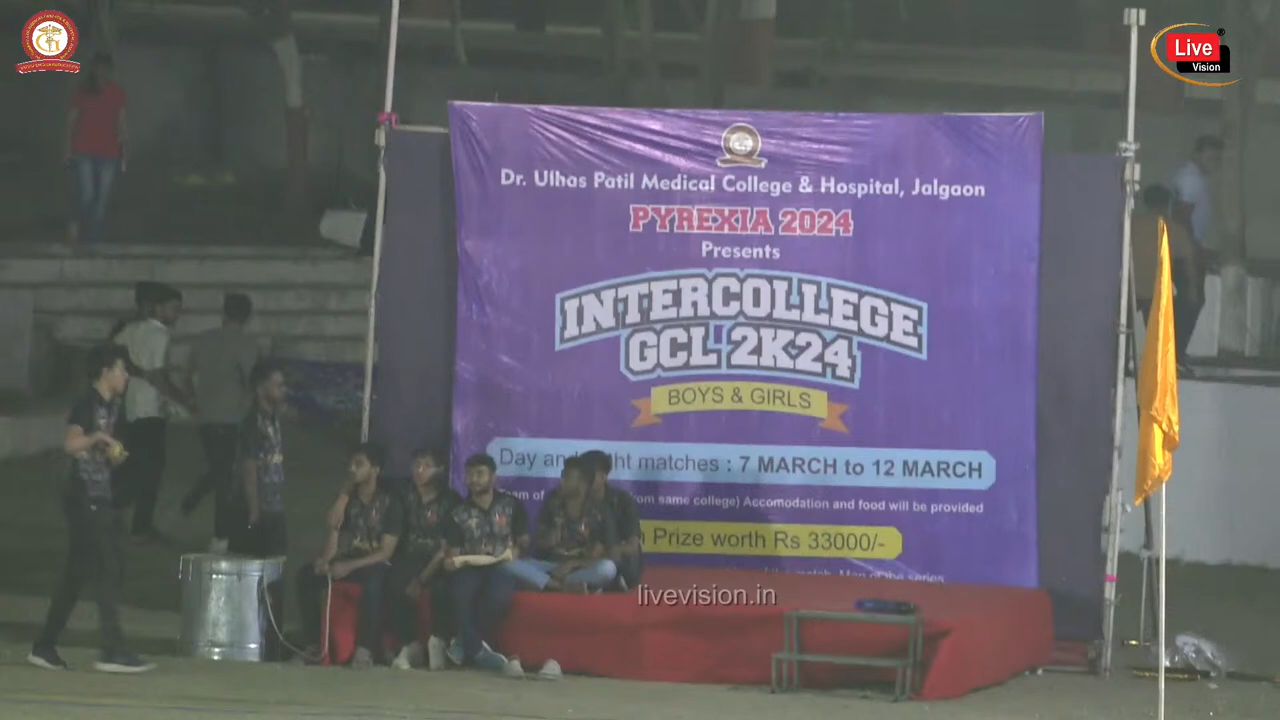 Live
Vision
Dr. Ulhas Patil Medical College & Hospital, Jalgaon
PYREXIA 2024
Presents
INTERCOLLEGE
GCL 2K24
BOYS & GIRLS
Day matches : 7 MARCH to 12 MARCH
from same college) Accomodation and food will be provided
Prize worth Rs 33000/-
livevision.in